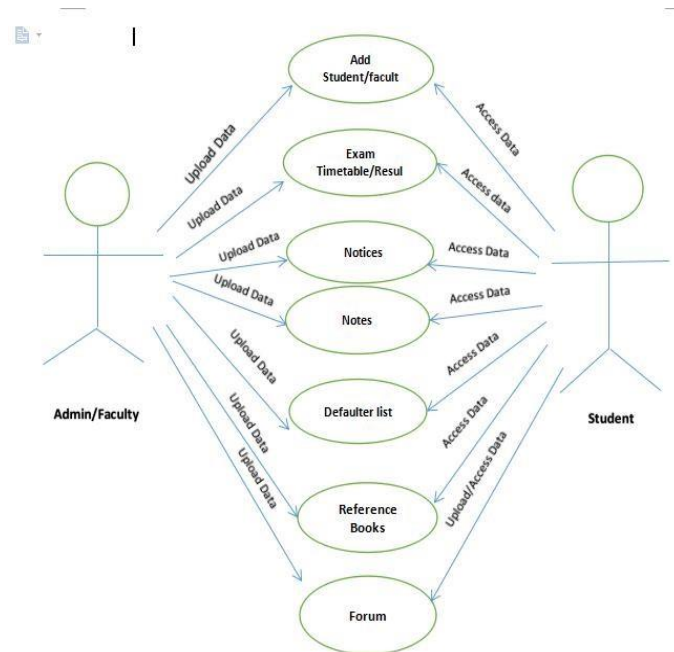 Add
Student/facult
Upload Data
Access Data
Exam
Timetable/Resul
Upload Data
Access data
Notices
Upload Data
Access Data
Notes
Upload Data
Access Data
Defaulter list
Upload Data
Access Data
Admin/Faculty
Student
Reference
Books
Upload Data
Access Data
Forum
Upload Data
Upload/Access Data